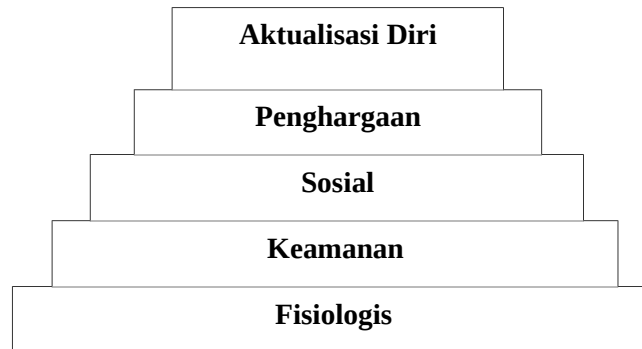 Aktualisasi Diri
Penghargaan
Sosial
Keamanan
Fisiologis